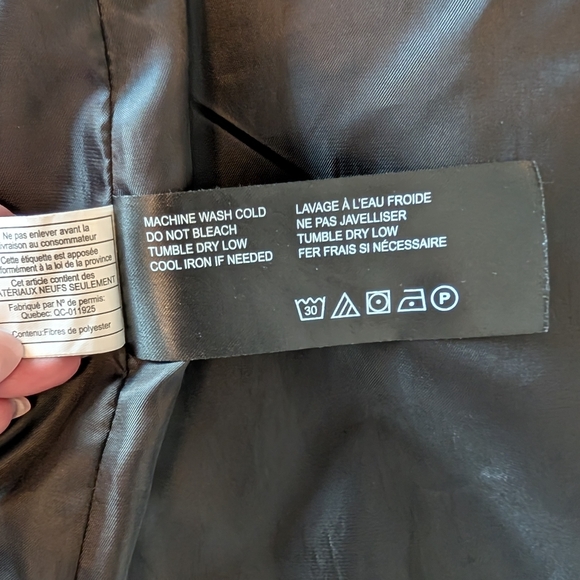 Ne pas enlever avant la
livraison au consommateur
Cette étiquette est apposée
conformément à la loi de la province
Cet article contient des
MATÉRIAUX NEUFS SEULEMENT
Fabriqué par N° de permis:
Quebec: QC-011925
Contenu:Fibres de polyester
MACHINE WASH COLD
DO NOT BLEACH
TUMBLE DRY LOW
COOL IRON IF NEEDED
LAVAGE À L'EAU FROIDE
NE PAS JAVELLISER
TUMBLE DRY LOW
FER FRAIS SI NÉCESSAIRE
30
P